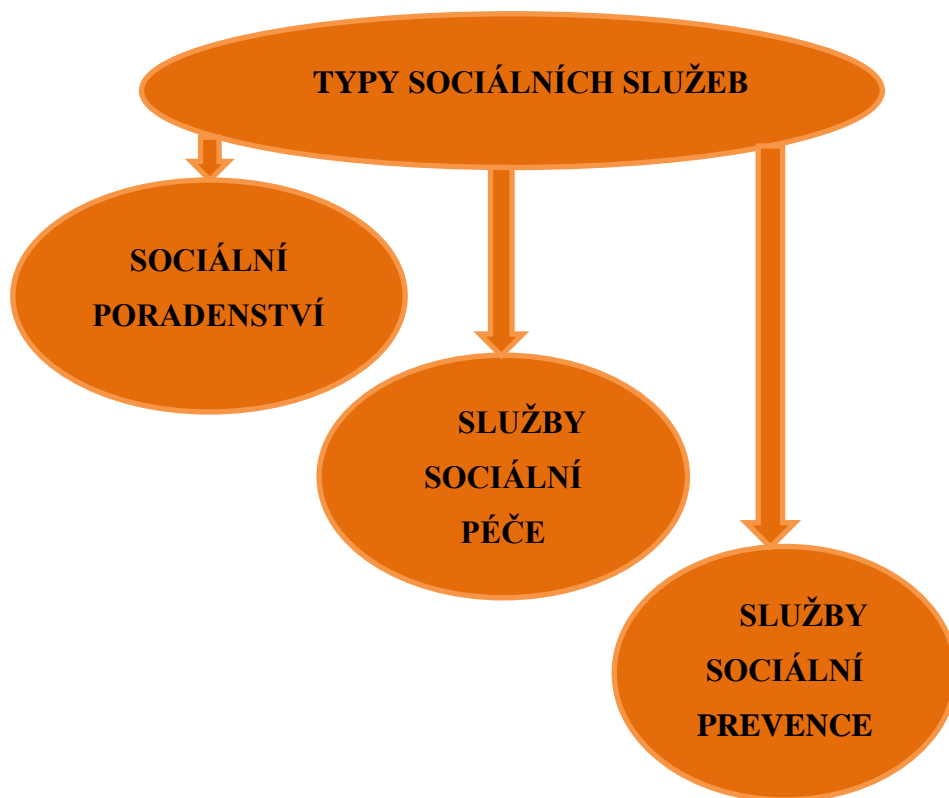 TYPY SOCIÁLNÍCH SLUŽEB
SOCIÁLNÍ
PORADENSTVÍ
SLUŽBY
SOCIÁLNÍ
PÉČE
SLUŽBY
SOCIÁLNÍ
PREVENCE